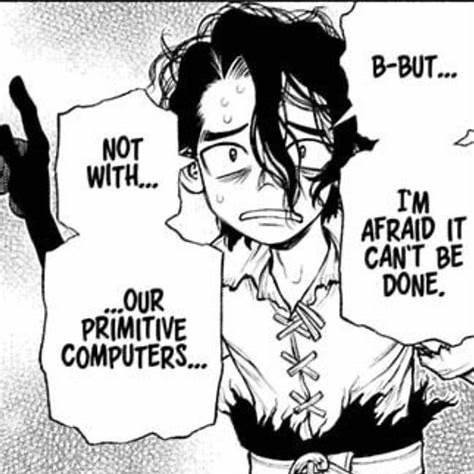 B-BUT...
I'M
AFRAID IT
CAN'T BE
DONE.
NOT
WITH...
...OUR
PRIMITIVE
COMPUTERS...